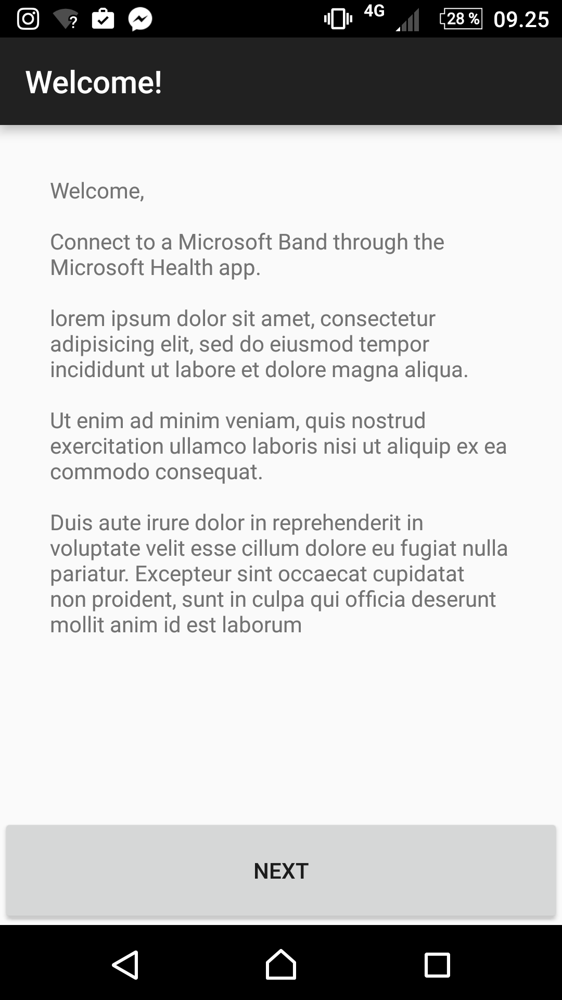 4G 28 % 09.25
Welcome!
Welcome,
Connect to a Microsoft Band through the
Microsoft Health app.
lorem ipsum dolor sit amet, consectetur
adipisicing elit, sed do eiusmod tempor
incididunt ut labore et dolore magna aliqua.
Ut enim ad minim veniam, quis nostrud
exercitation ullamco laboris nisi ut aliquip ex ea
commodo consequat.
Duis aute irure dolor in reprehenderit in
voluptate velit esse cillum dolore eu fugiat nulla
pariatur. Excepteur sint occaecat cupidatat
non proident, sunt in culpa qui officia deserunt
mollit anim id est laborum
NEXT